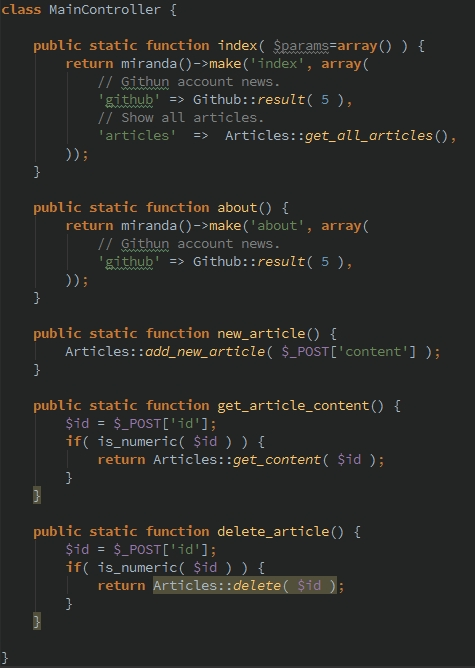 class MainController {
public static function index( $params=array() ) {
return miranda()->make('index', array(
// Githun account news.
'github' => Github::result( 5 ),
// Show all articles.
'articles'  =>  Articles::get_all_articles(),
));
}
public static function about() {
return miranda()->make('about', array(
// Githun account news.
'github' => Github::result( 5 ),
));
}
public static function new_article() {
Articles::add_new_article( $_POST['content'] );
}
public static function get_article_content() {
$id = $_POST['id'];
if( is_numeric( $id ) ) {
return Articles::get_content( $id );
}
}
public static function delete_article() {
$id = $_POST['id'];
if( is_numeric( $id ) ) {
return Articles::delete( $id );
}
}
}